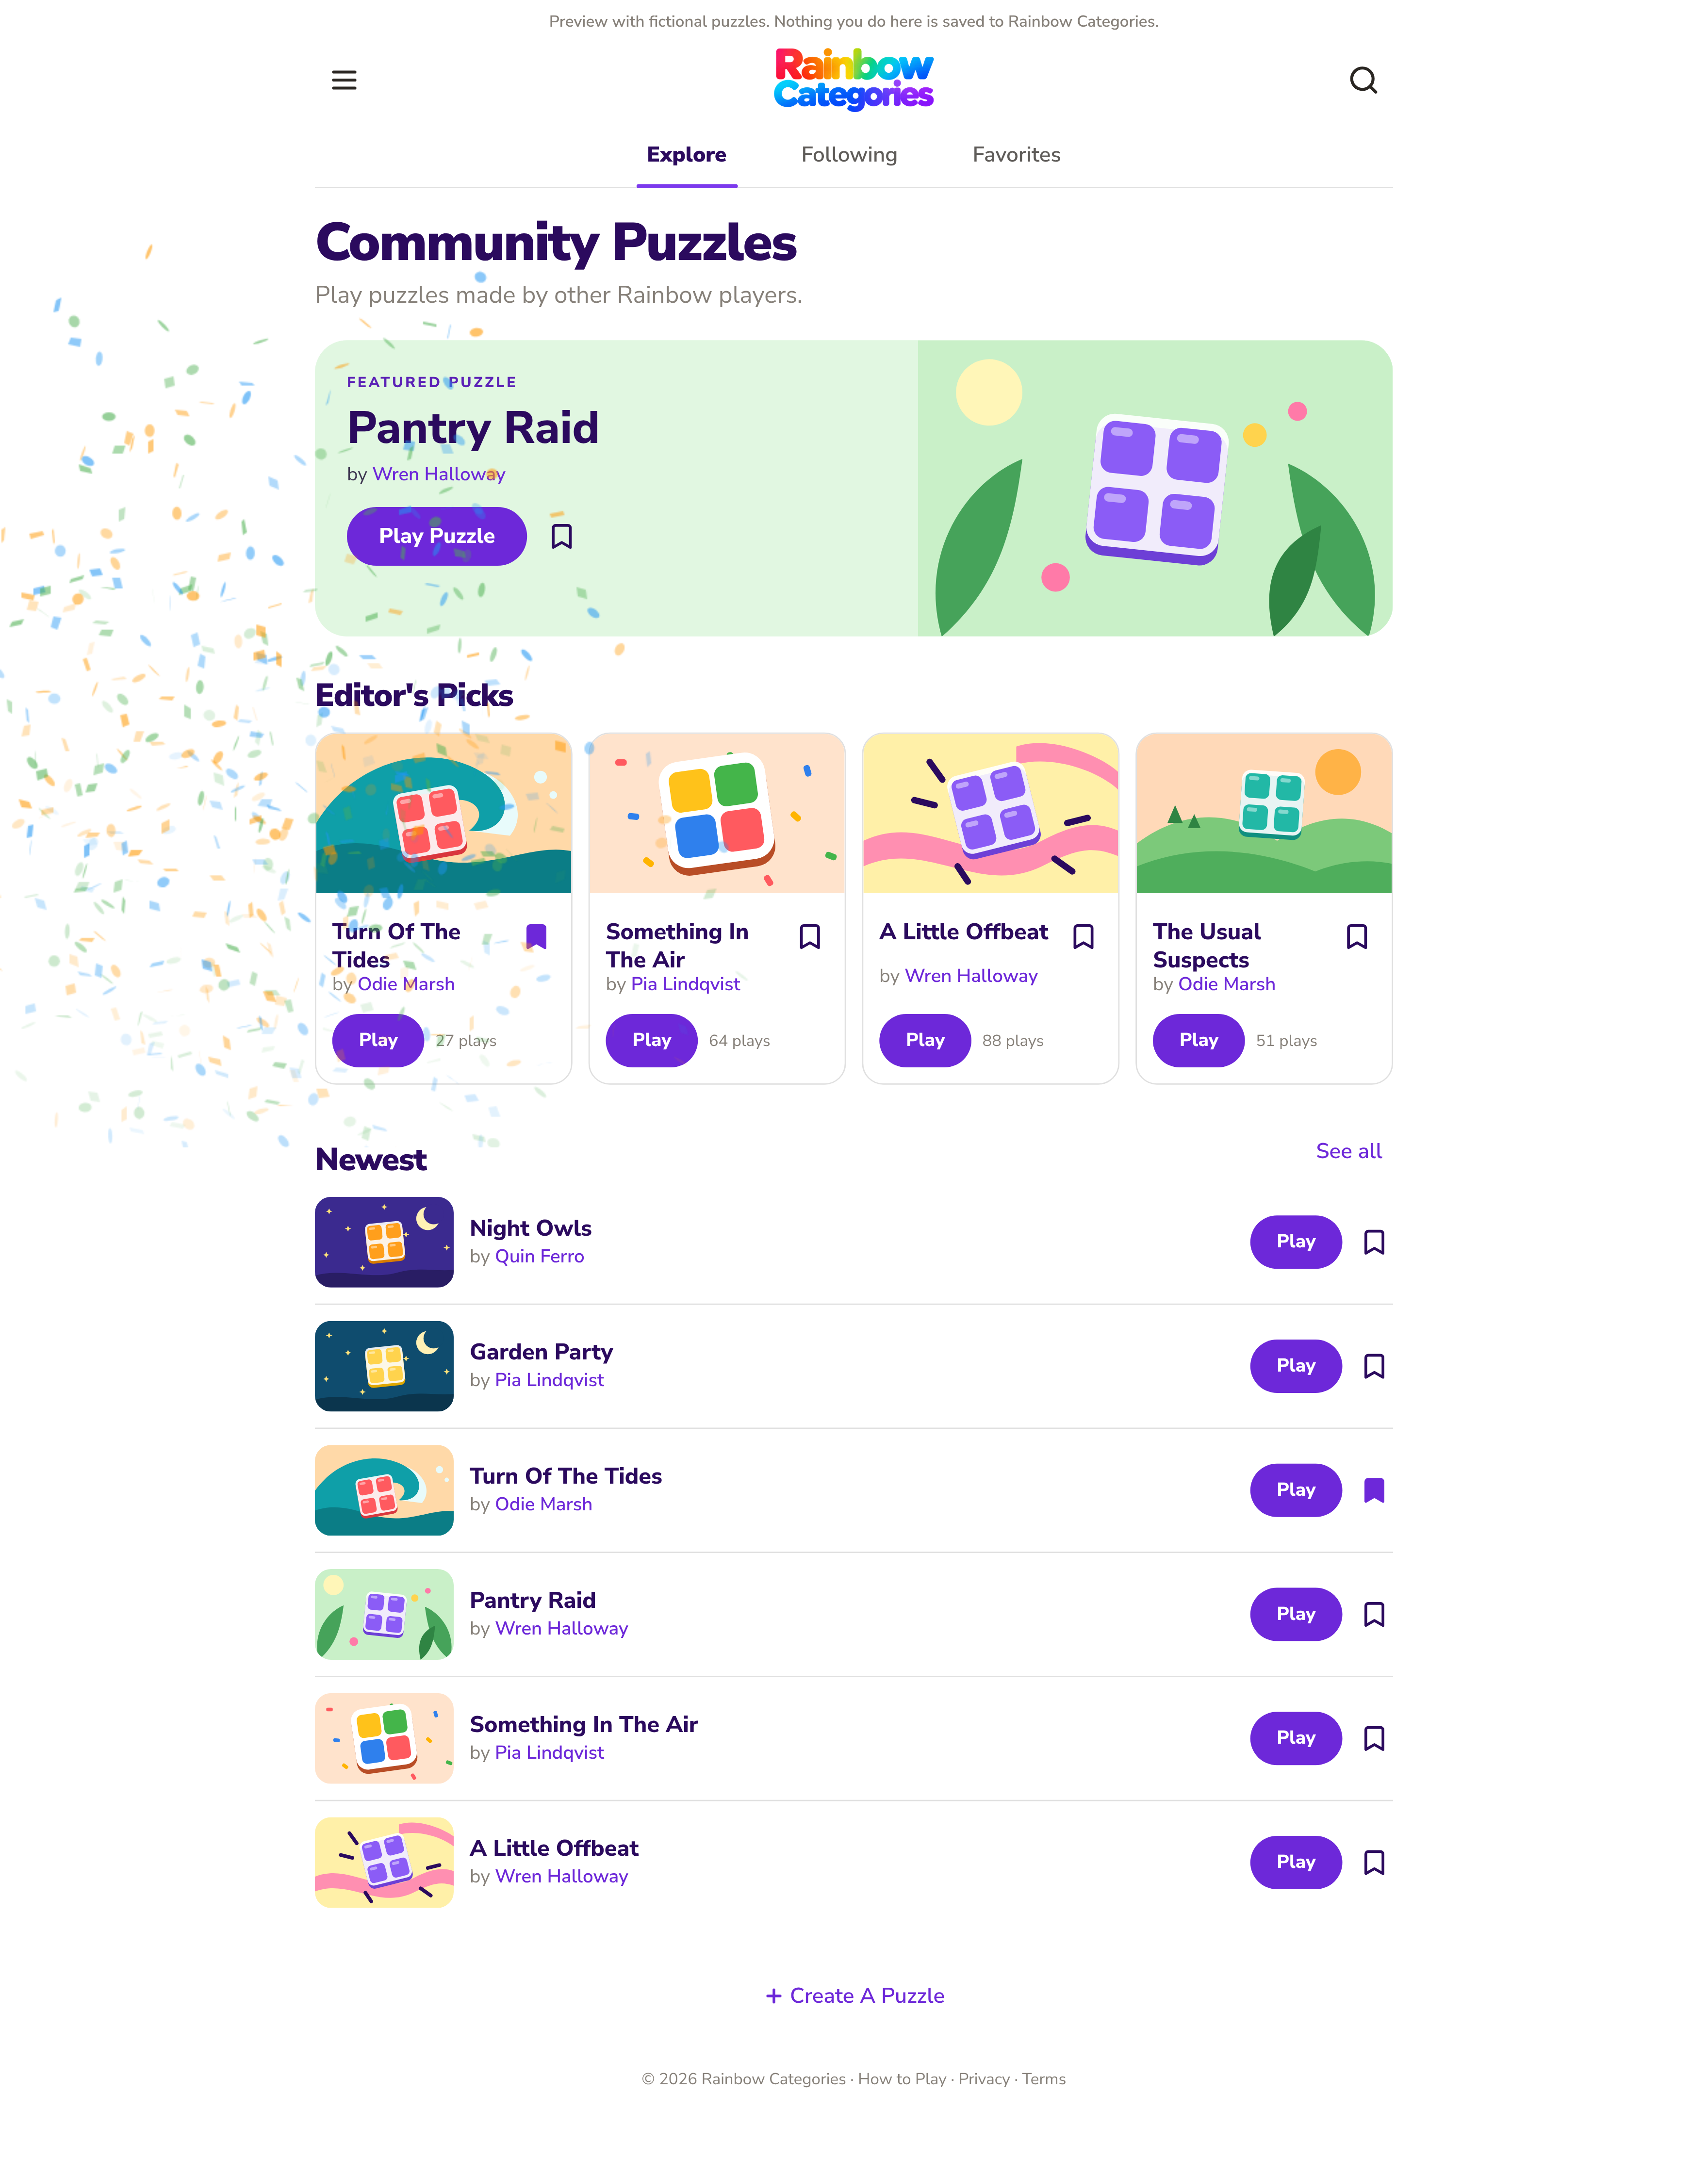 Preview with fictional puzzles. Nothing you do here is saved to Rainbow Categories.
Rainbow
Categories
Explore Following Favorites
Community Puzzles
Play puzzles made by other Rainbow players.
FEATURED PUZZLE
Pantry Raid
by Wren Halloway
Play Puzzle
Editor's Picks
Turn Of The
Tides
by Odie Marsh
Play 27 plays
Something In
The Air
by Pia Lindqvist
Play 64 plays
A Little Offbeat
by Wren Halloway
Play 88 plays
The Usual
Suspects
by Odie Marsh
Play 51 plays
Newest
See all
Night Owls
by Quin Ferro
Play
Garden Party
by Pia Lindqvist
Play
Turn Of The Tides
by Odie Marsh
Play
Pantry Raid
by Wren Halloway
Play
Something In The Air
by Pia Lindqvist
Play
A Little Offbeat
by Wren Halloway
Play
+ Create A Puzzle
© 2026 Rainbow Categories · How to Play · Privacy · Terms